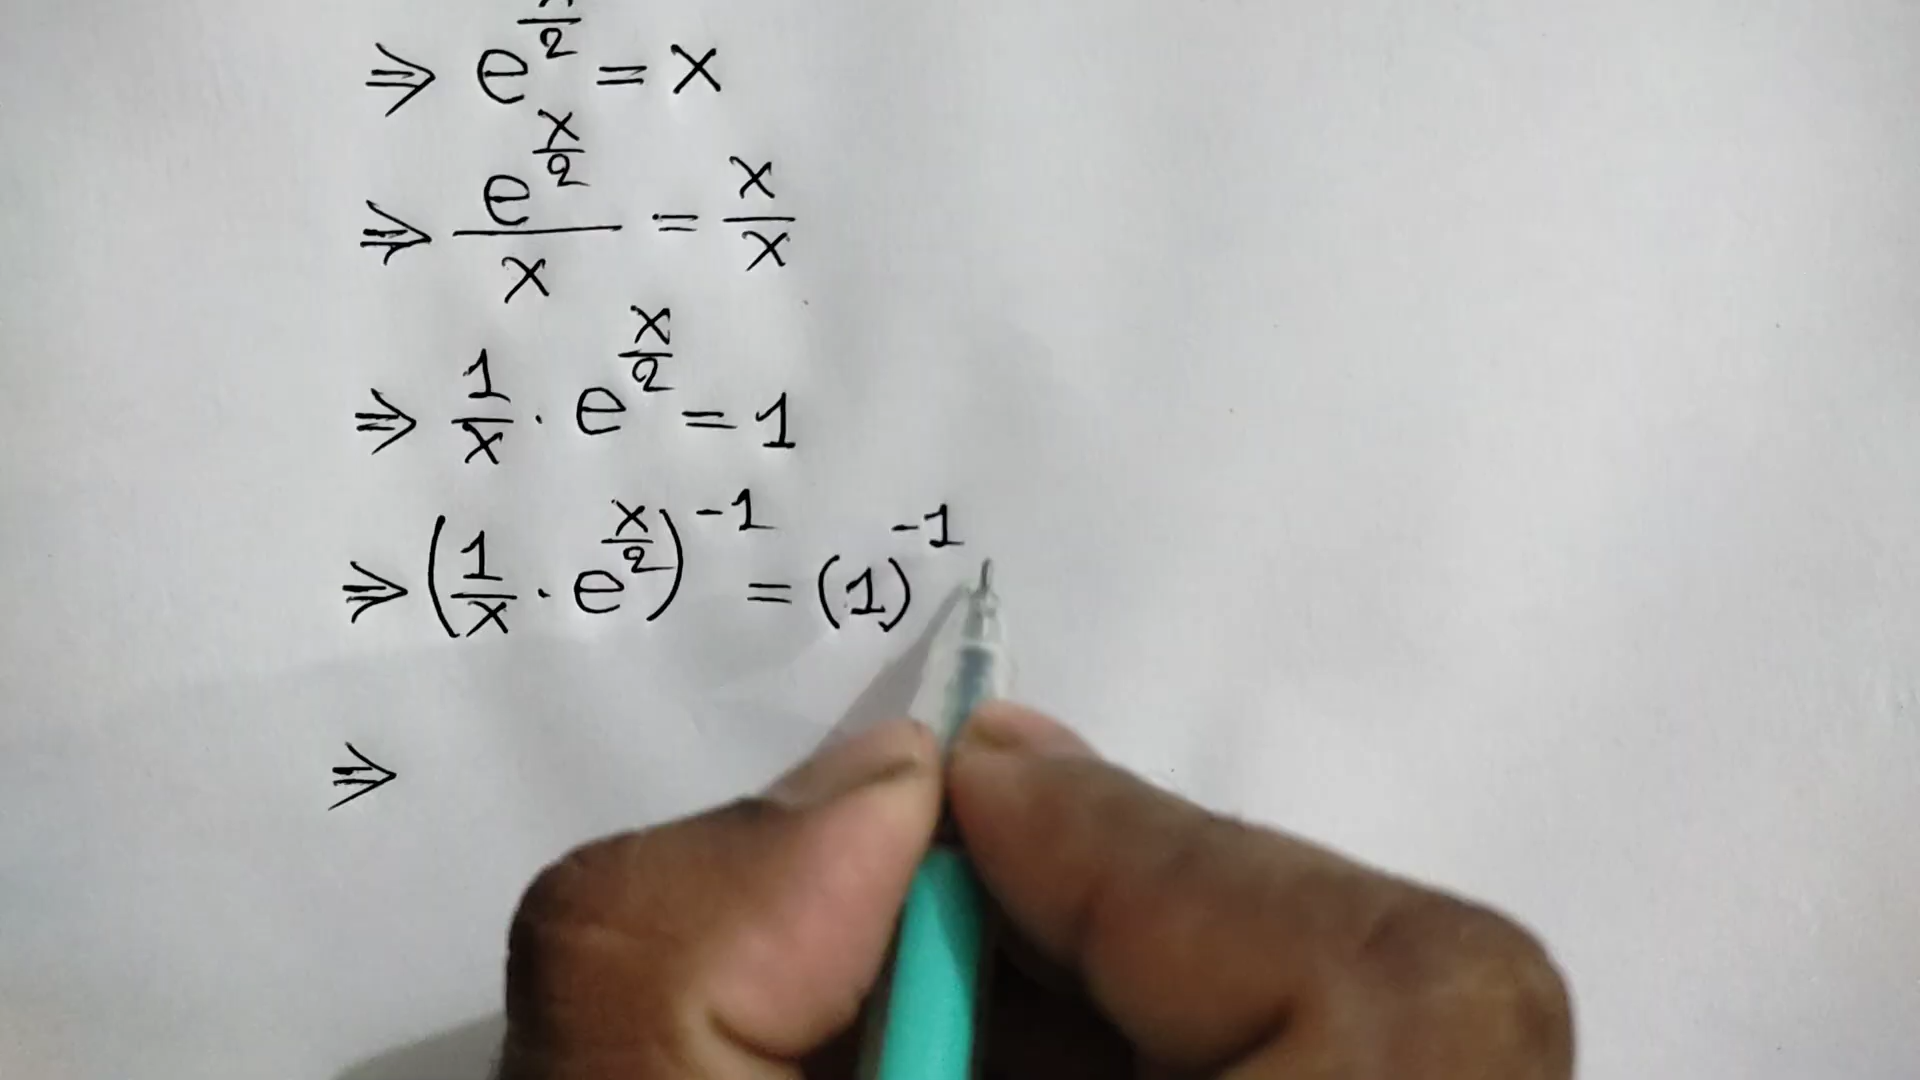 ⇒ e^(x/2) = x
⇒ e^(x/2)/x = x/x
⇒ 1/x · e^(x/2) = 1
⇒ (1/x · e^(x/2))^-1 = (1)^-1
⇒